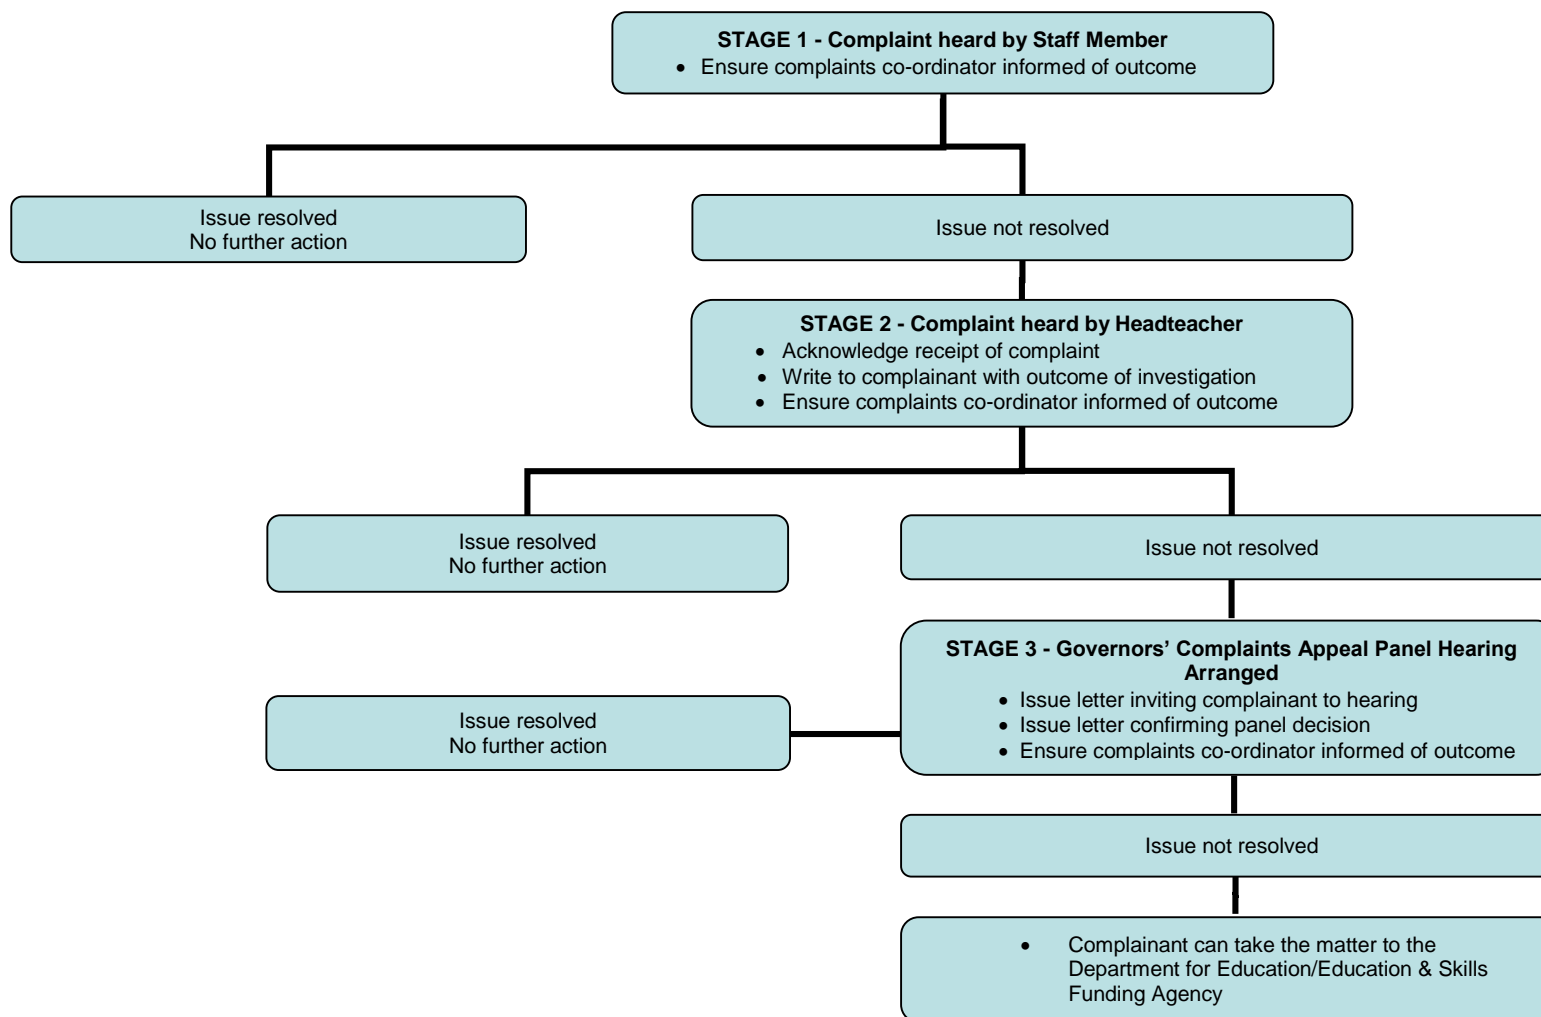 STAGE 1 - Complaint heard by Staff Member
• Ensure complaints co-ordinator informed of outcome
Issue resolved
No further action
Issue not resolved
STAGE 2 - Complaint heard by Headteacher
• Acknowledge receipt of complaint
• Write to complainant with outcome of investigation
• Ensure complaints co-ordinator informed of outcome
Issue resolved
No further action
Issue not resolved
STAGE 3 - Governors’ Complaints Appeal Panel Hearing
Arranged
• Issue letter inviting complainant to hearing
• Issue letter confirming panel decision
• Ensure complaints co-ordinator informed of outcome
Issue resolved
No further action
Issue not resolved
• Complainant can take the matter to the
Department for Education/Education & Skills
Funding Agency